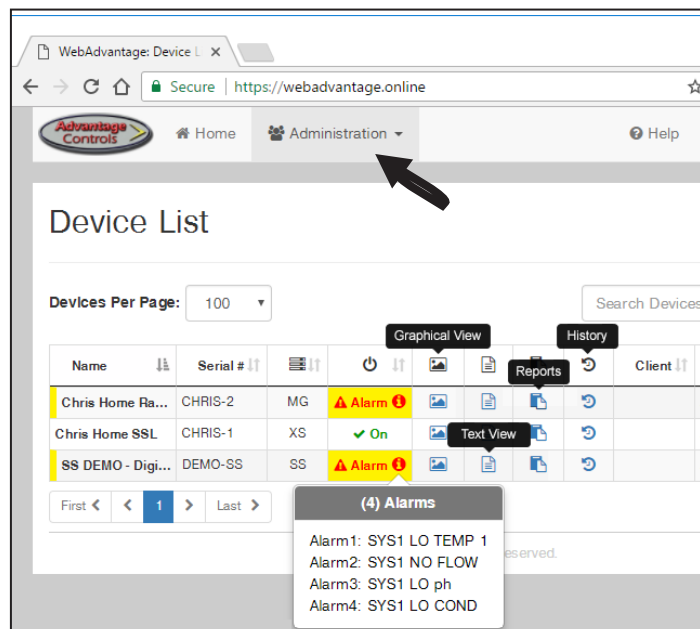 WebAdvantage: Device L
Secure https://webadvantage.online
Advantage
Controls
Home
Administration
Help
Device List
Devices Per Page: 100
Search Devices
Graphical View
History
Name Serial # Client
Reports
Chris Home Ra... CHRIS-2 MG Alarm
Chris Home SSL CHRIS-1 XS On
Text View
SS DEMO - Digi... DEMO-SS SS Alarm
First 1 Last
(4) Alarms
Alarm1: SYS1 LO TEMP 1
eserved.
Alarm2: SYS1 NO FLOW
Alarm3: SYS1 LO ph
Alarm4: SYS1 LO COND